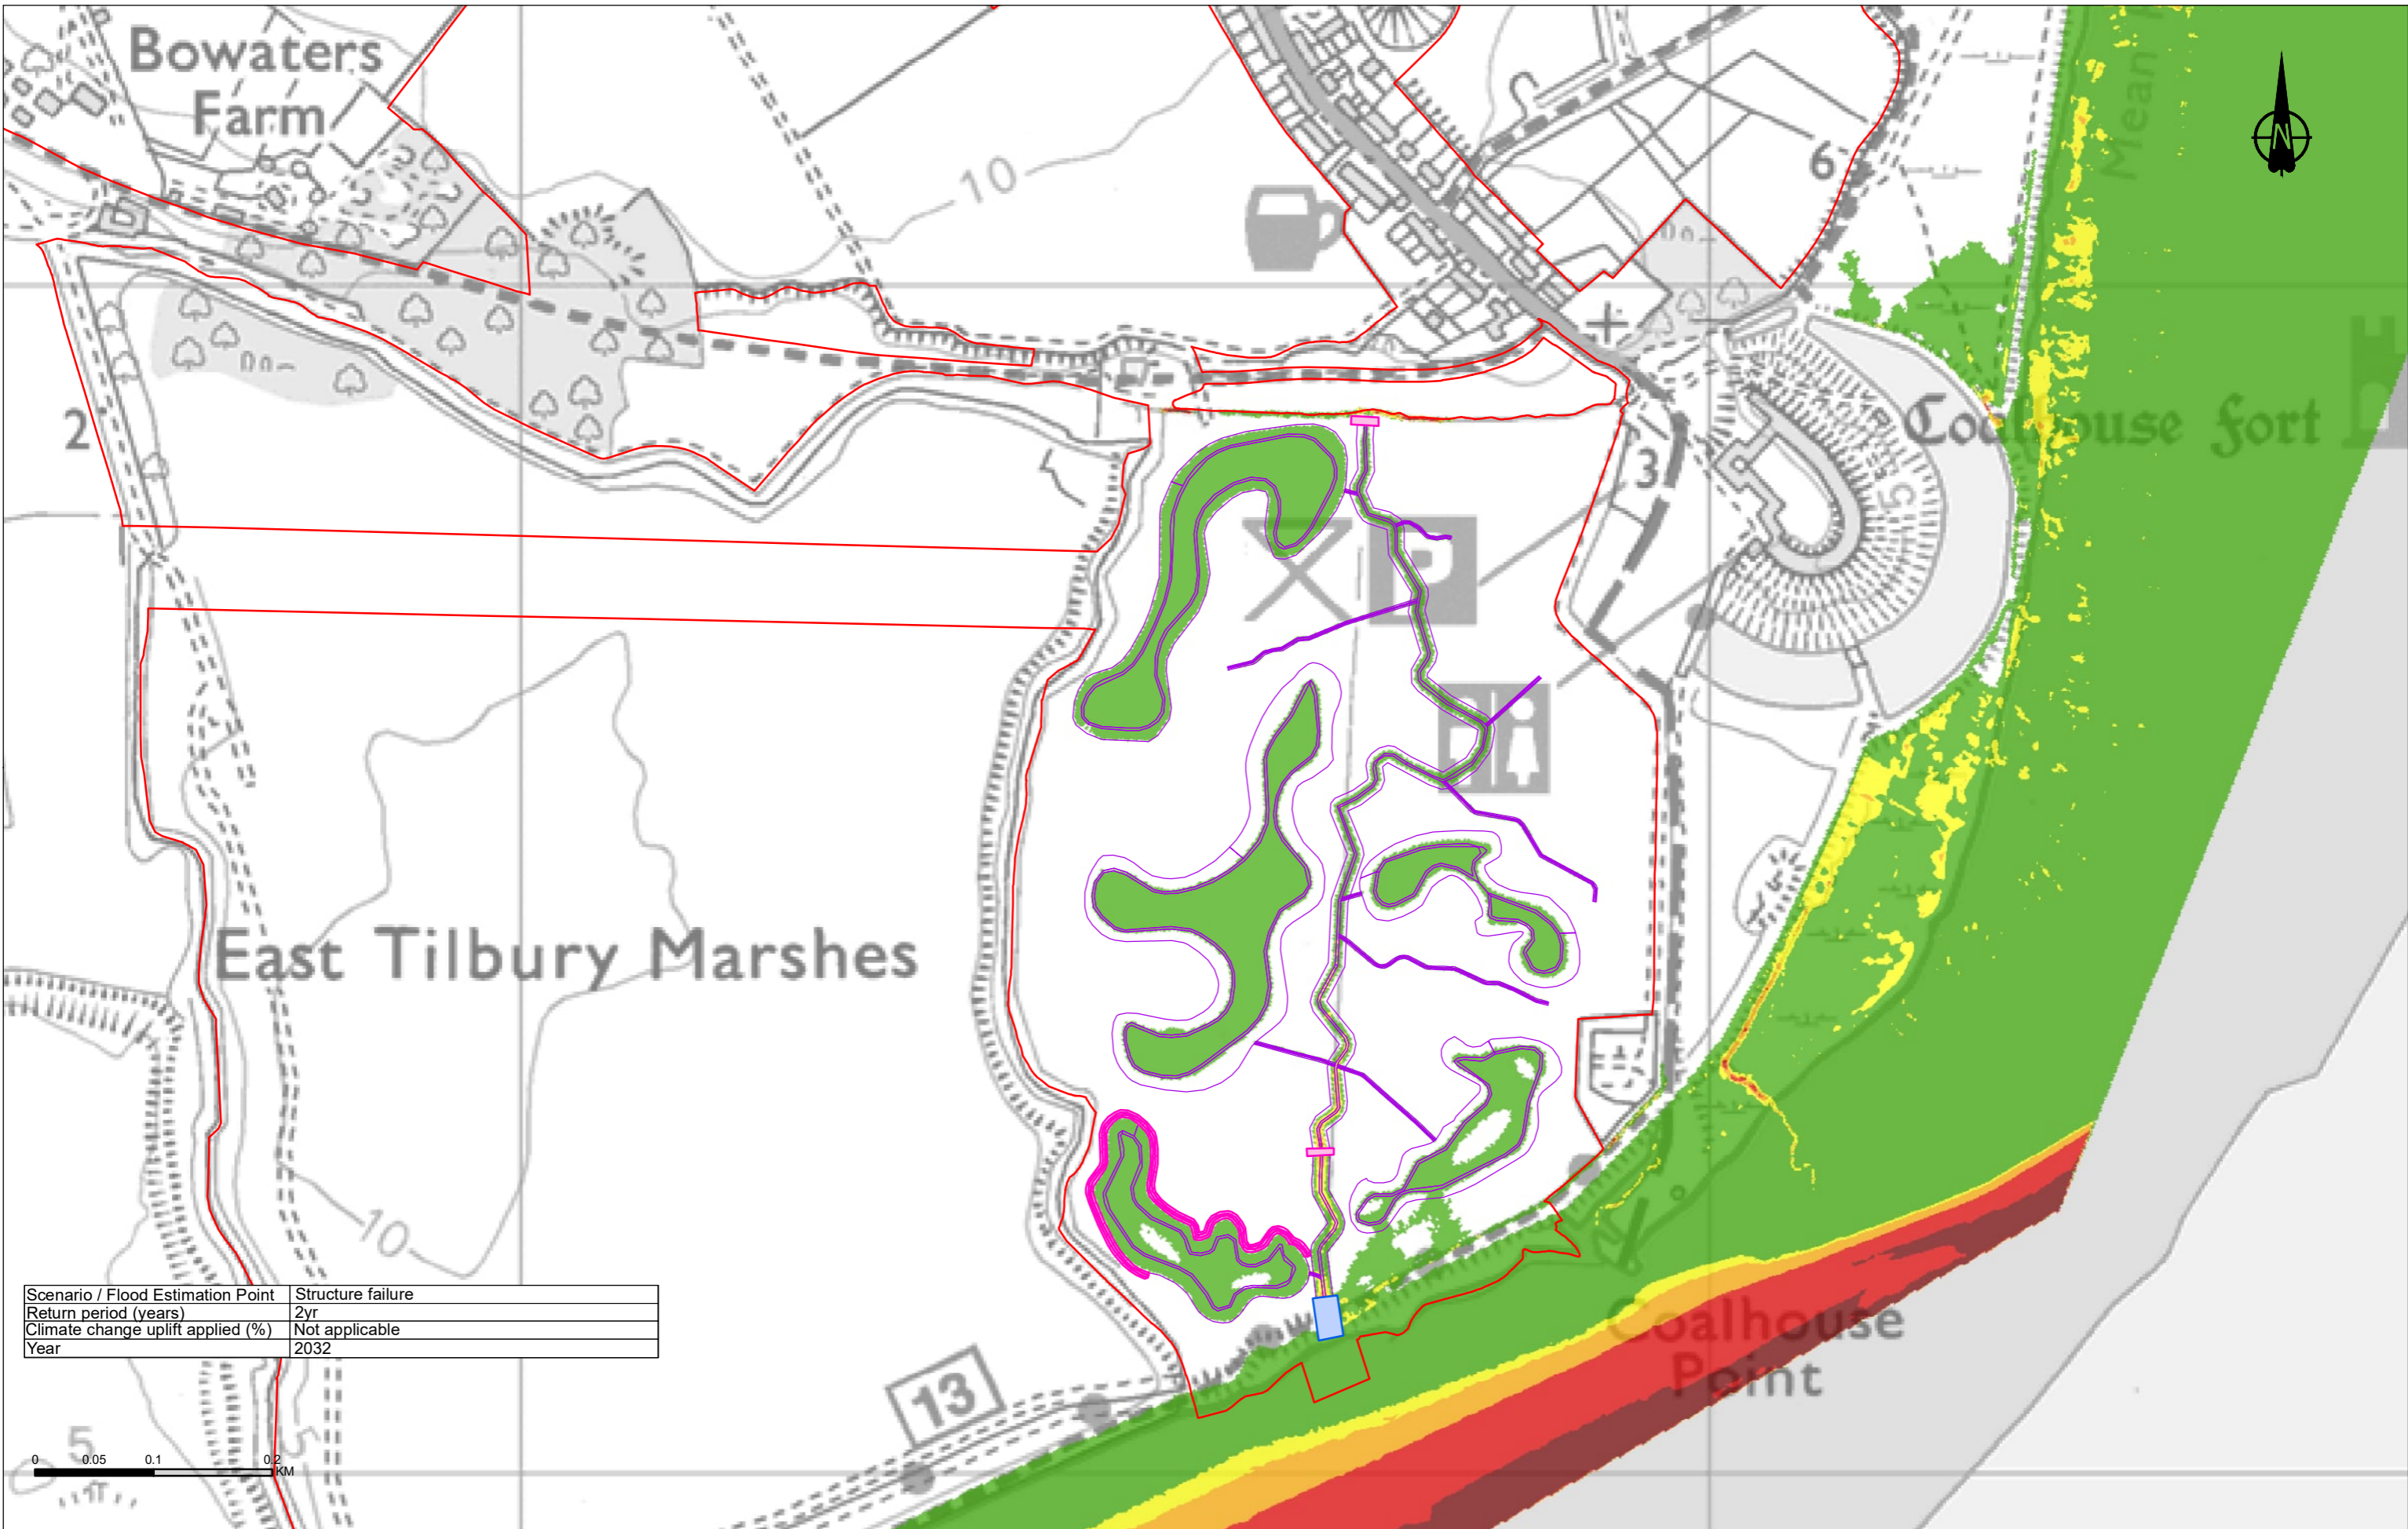 Bowaters
Farm
Mean
N
10
6
2
3
Coalhouse Fort
P
East Tilbury Marshes
10
Scenario / Flood Estimation Point Structure failure
Return period (years) 2yr
Climate change uplift applied (%) Not applicable
Year 2032
Coalhouse
Point
13
5
0 0.05 0.1 0.2
KM